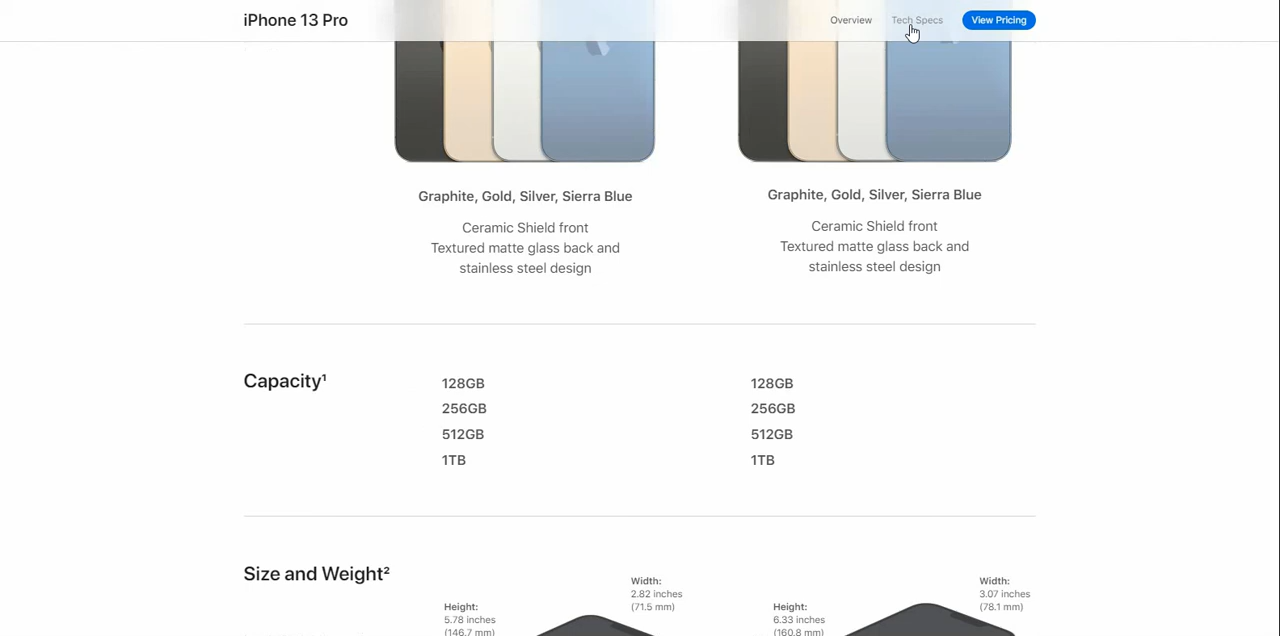 iPhone 13 Pro
Overview
Tech Specs
View Pricing
Graphite, Gold, Silver, Sierra Blue
Ceramic Shield front
Textured matte glass back and
stainless steel design
Graphite, Gold, Silver, Sierra Blue
Ceramic Shield front
Textured matte glass back and
stainless steel design
Capacity¹
128GB
256GB
512GB
1TB
128GB
256GB
512GB
1TB
Size and Weight²
Width:
2.82 inches
(71.5 mm)
Height:
5.78 inches
(146.7 mm)
Width:
3.07 inches
(78.1 mm)
Height:
6.33 inches
(160.8 mm)